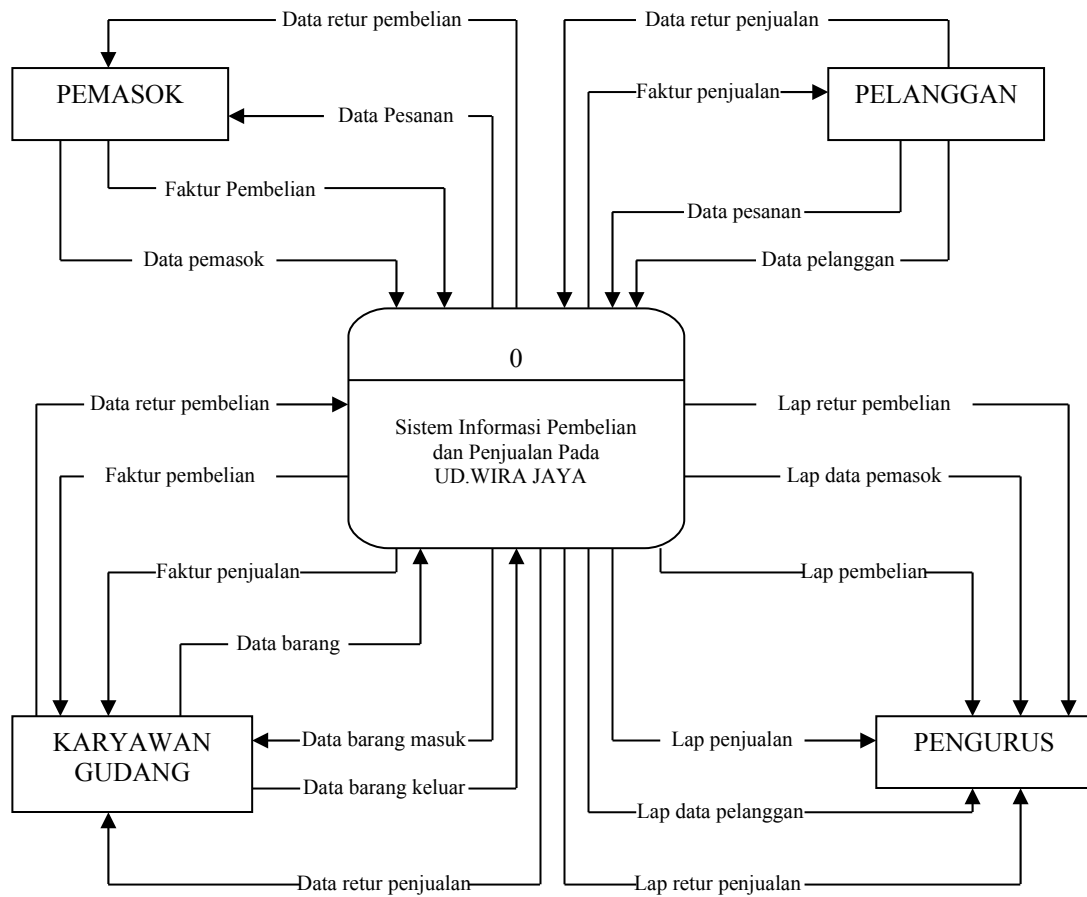 Data retur pembelian
Data retur penjualan
PEMASOK
PELANGGAN
Faktur penjualan
Data Pesanan
Faktur Pembelian
Data pesanan
Data pemasok
Data pelanggan
0
Sistem Informasi Pembelian
dan Penjualan Pada
UD.WIRA JAYA
Data retur pembelian
Lap retur pembelian
Faktur pembelian
Lap data pemasok
Faktur penjualan
Lap pembelian
Data barang
KARYAWAN
GUDANG
Data barang masuk
Lap penjualan
PENGURUS
Data barang keluar
Lap data pelanggan
Data retur penjualan
Lap retur penjualan